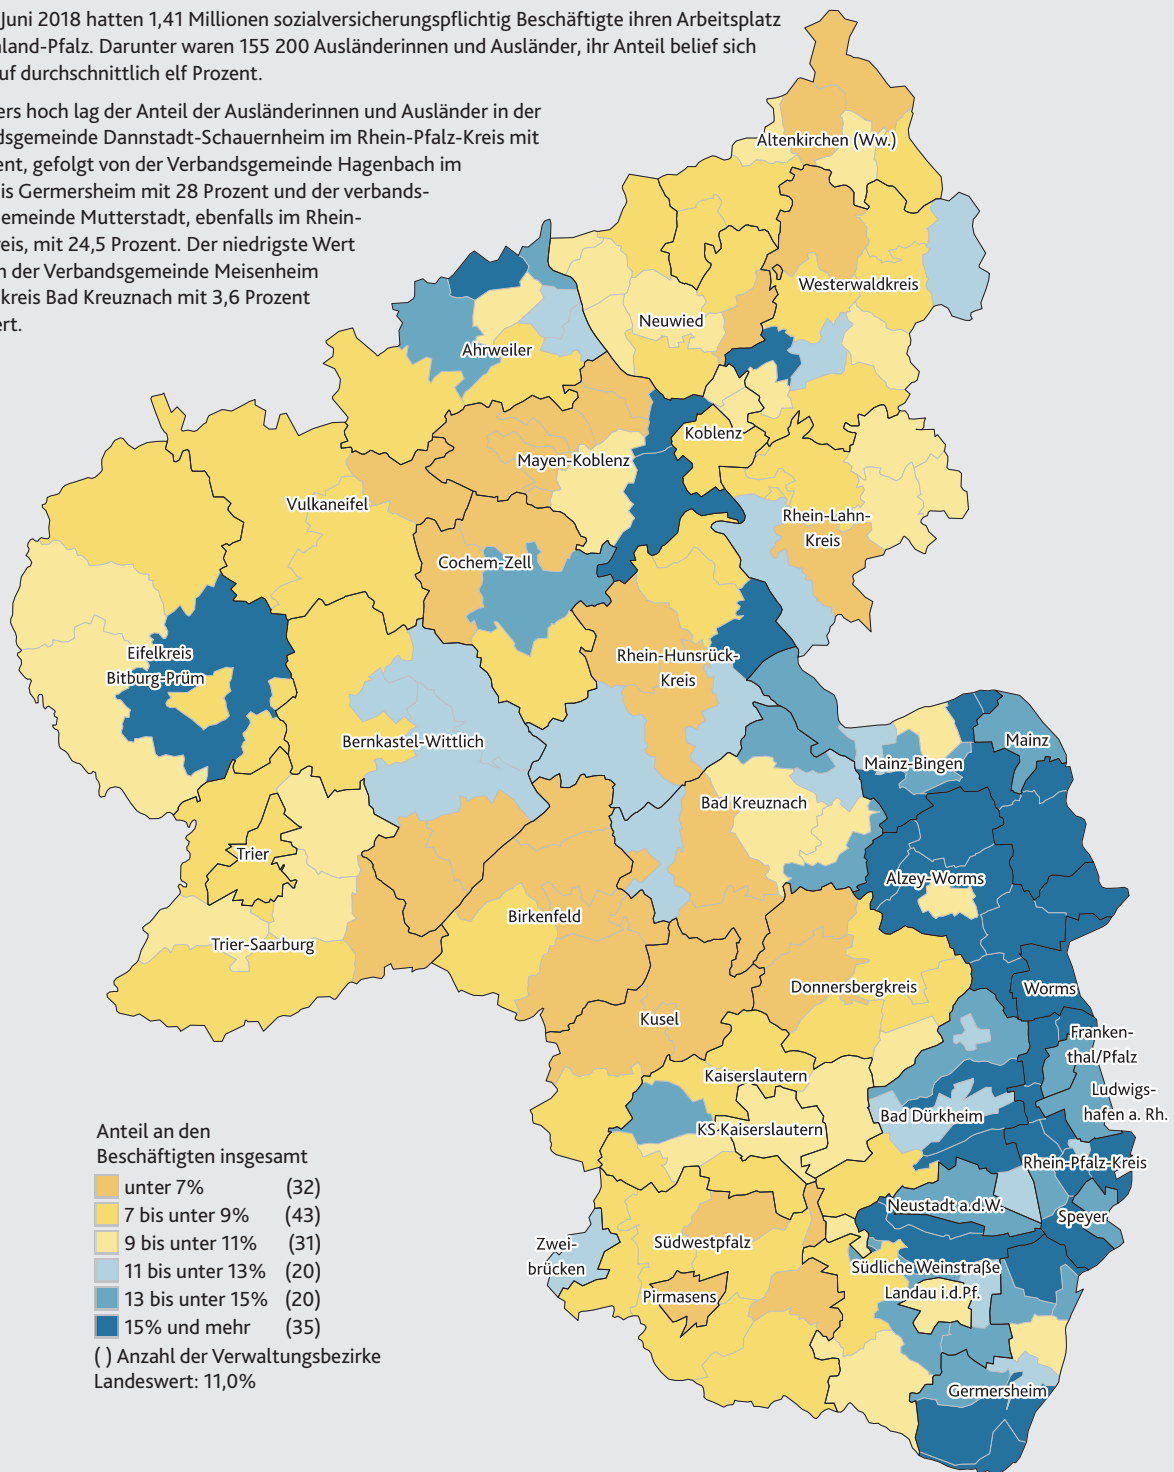 Juni 2018 hatten 1,41 Millionen sozialversicherungspflichtig Beschäftigte ihren Arbeitsplatz
land-Pfalz. Darunter waren 155 200 Ausländerinnen und Ausländer, ihr Anteil belief sich
uf durchschnittlich elf Prozent.
ers hoch lag der Anteil der Ausländerinnen und Ausländer in der
dsgemeinde Dannstadt-Schauernheim im Rhein-Pfalz-Kreis mit
ent, gefolgt von der Verbandsgemeinde Hagenbach im
is Germersheim mit 28 Prozent und der verbands-
emeinde Mutterstadt, ebenfalls im Rhein-
reis, mit 24,5 Prozent. Der niedrigste Wert
n der Verbandsgemeinde Meisenheim
kreis Bad Kreuznach mit 3,6 Prozent
ert.
Altenkirchen (Ww.)
Westerwaldkreis
Neuwied
Ahrweiler
Koblenz
Mayen-Koblenz
Vulkaneifel
Rhein-Lahn-
Kreis
Cochem-Zell
Eifelkreis
Bitburg-Prüm
Rhein-Hunsrück-
Kreis
Bernkastel-Wittlich
Mainz
Mainz-Bingen
Bad Kreuznach
Trier
Alzey-Worms
Birkenfeld
Trier-Saarburg
Donnersbergkreis
Worms
Kusel
Franken-
thal/Pfalz
Kaiserslautern
Ludwigs-
hafen a. Rh.
Bad Dürkheim
KS-Kaiserslautern
Rhein-Pfalz-Kreis
Neustadt a.d.W.
Speyer
Zwei-
brücken
Südwestpfalz
Südliche Weinstraße
Landau i.d.Pf.
Pirmasens
Germersheim
Anteil an den
Beschäftigten insgesamt
unter 7% (32)
7 bis unter 9% (43)
9 bis unter 11% (31)
11 bis unter 13% (20)
13 bis unter 15% (20)
15% und mehr (35)
( ) Anzahl der Verwaltungsbezirke
Landeswert: 11,0%